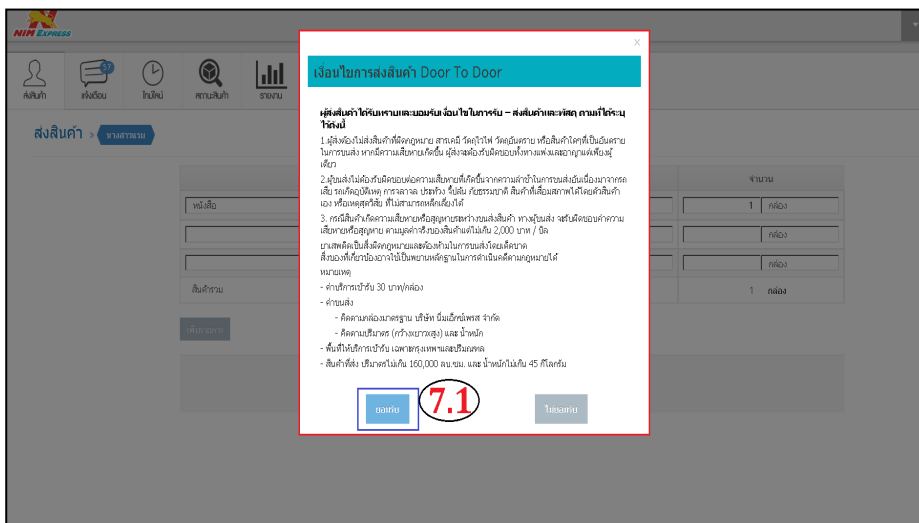 NIM EXPRESS
57
ส่งสินค้า
แจ้งเตือน
ไทม์ไลน์
สถานะสินค้า
รายงาน
ส่งสินค้า »
นางสาวแรม
จำนวน
หนังสือ
1 กล่อง
กล่อง
กล่อง
สินค้ารวม
1 กล่อง
เพิ่มรายการ
x
เงื่อนไขการส่งสินค้า Door To Door
ผู้ส่งสินค้าได้รับทราบและยอมรับเงื่อนไขในการรับ – ส่งสินค้าและพัสดุ ตามที่ได้ระบุ
ไว้ดังนี้
1.ผู้ส่งต้องไม่ส่งสินค้าที่ผิดกฎหมาย สารเคมี วัตถุไวไฟ วัตถุอันตราย หรือสินค้าใดๆที่เป็นอันตราย
ในการขนส่ง หากมีความเสียหายเกิดขึ้น ผู้ส่งจะต้องรับผิดชอบทั้งทางแพ่งและอาญาแต่เพียงผู้
เดียว
2.ผู้ขนส่งไม่ต้องรับผิดชอบต่อความเสียหายที่เกิดขึ้นจากความล่าช้าในการขนส่งอันเนื่องมาจากรถ
เสีย รถเกิดอุบัติเหตุ การจลาจล ประท้วง จี้ปล้น ภัยธรรมชาติ สินค้าที่เสื่อมสภาพได้โดยตัวสินค้า
เอง หรือเหตุสุดวิสัย ที่ไม่สามารถหลีกเลี่ยงได้
3. กรณีสินค้าเกิดความเสียหายหรือสูญหายระหว่างขนส่งสินค้า ทางผู้ขนส่ง จะรับผิดชอบค่าความ
เสียหายหรือสูญหาย ตามมูลค่าจริงของสินค้าแต่ไม่เกิน 2,000 บาท / บิล
ยาเสพติดเป็นสิ่งผิดกฎหมายและต้องห้ามในการขนส่งโดยเด็ดขาด
สิ่งของที่เกี่ยวข้องอาจใช้เป็นพยานหลักฐานในการดำเนินคดีตามกฎหมายได้
หมายเหตุ
- ค่าบริการเข้ารับ 30 บาท/กล่อง
- ค่าขนส่ง
- คิดตามกล่องมาตรฐาน บริษัท นิ่มเอ็กซ์เพรส จำกัด
- คิดตามปริมาตร (กว้างxยาวxสูง) และ น้ำหนัก
- พื้นที่ให้บริการเข้ารับ เฉพาะกรุงเทพฯและปริมณฑล
- สินค้าที่ส่ง ปริมาตรไม่เกิน 160,000 ลบ.ซม. และ น้ำหนักไม่เกิน 45 กิโลกรัม
ยอมรับ
7.1
ไม่ยอมรับ